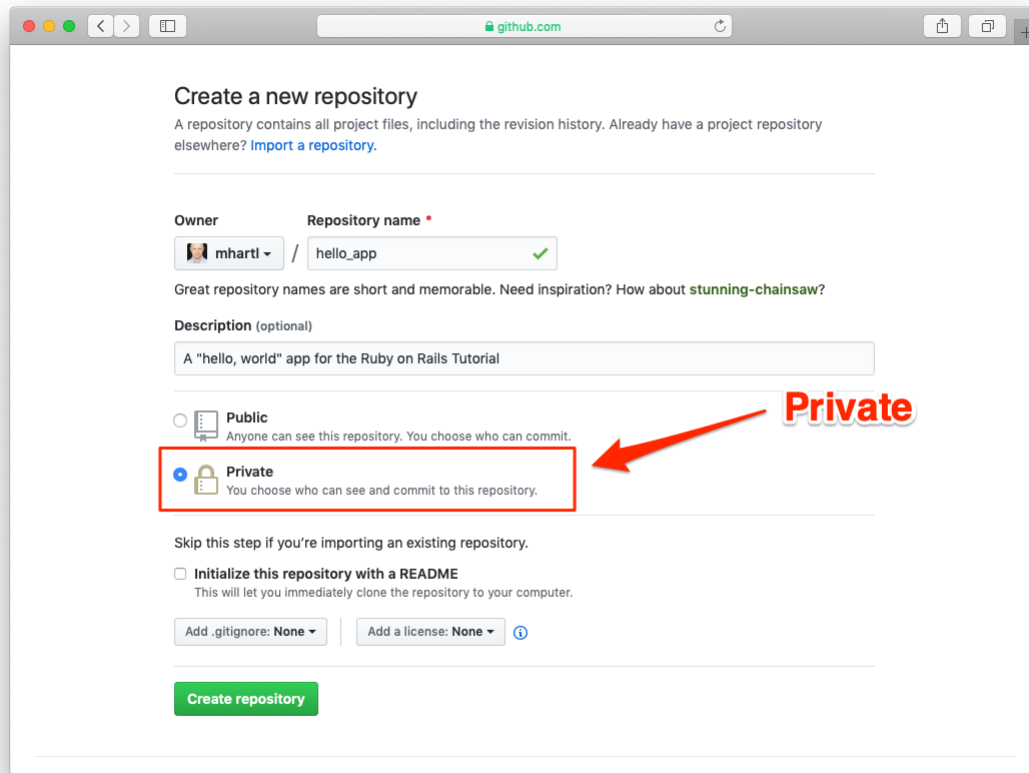 github.com
Create a new repository
A repository contains all project files, including the revision history. Already have a project repository
elsewhere? Import a repository.
Owner
Repository name *
mhartl / hello_app
Great repository names are short and memorable. Need inspiration? How about stunning-chainsaw?
Description (optional)
A "hello, world" app for the Ruby on Rails Tutorial
Private
Public
Anyone can see this repository. You choose who can commit.
Private
You choose who can see and commit to this repository.
Skip this step if you’re importing an existing repository.
Initialize this repository with a README
This will let you immediately clone the repository to your computer.
Add .gitignore: None
Add a license: None
Create repository